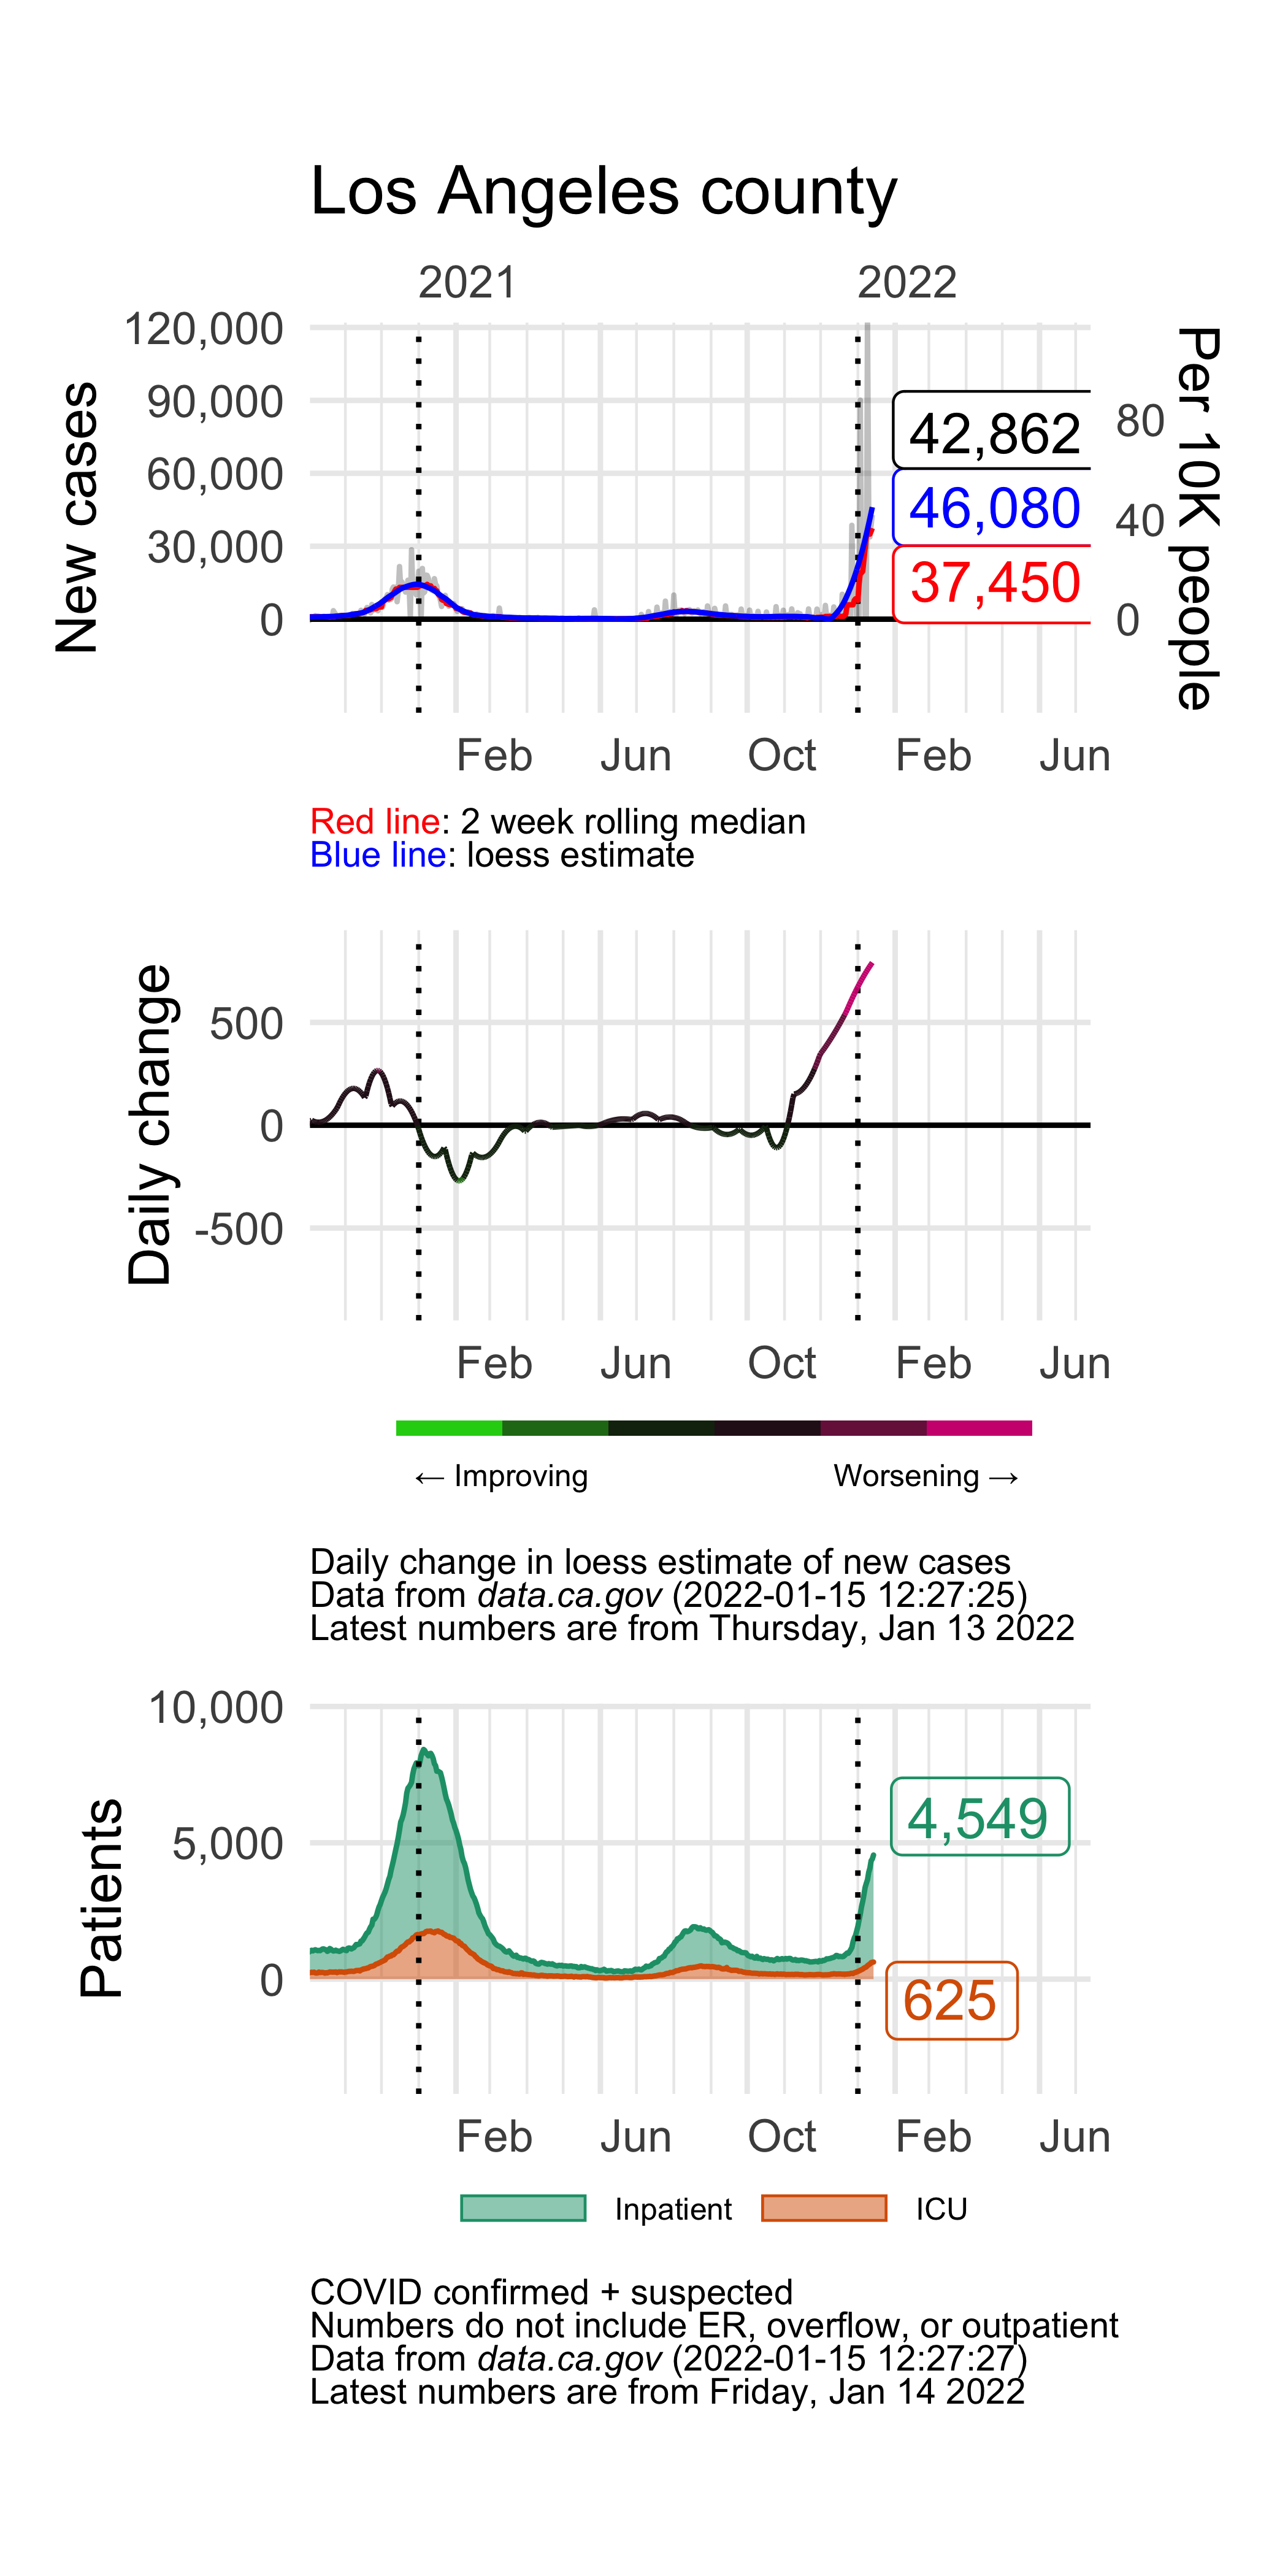 Los Angeles county
2021 2022
120,000
90,000
60,000
30,000
0
New cases
42,862
46,080
37,450
80
40
0
Per 10K people
Feb Jun Oct Feb Jun
Red line: 2 week rolling median
Blue line: loess estimate
Daily change
500
0
-500
Feb Jun Oct Feb Jun
← Improving Worsening →
Daily change in loess estimate of new cases
Data from data.ca.gov (2022-01-15 12:27:25)
Latest numbers are from Thursday, Jan 13 2022
Patients
10,000
5,000
0
4,549
625
Feb Jun Oct Feb Jun
Inpatient ICU
COVID confirmed + suspected
Numbers do not include ER, overflow, or outpatient
Data from data.ca.gov (2022-01-15 12:27:27)
Latest numbers are from Friday, Jan 14 2022